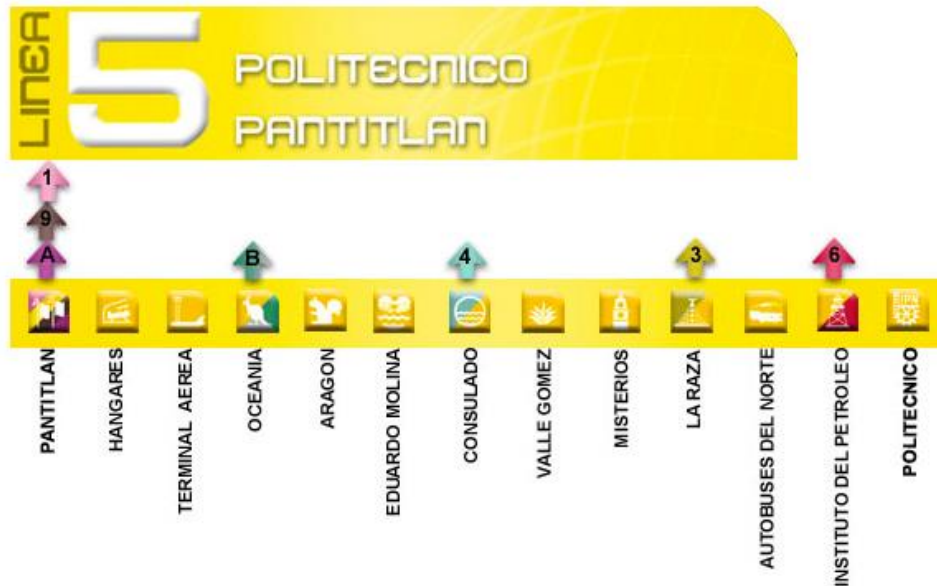 LINEA
5
POLITECNICO
PANTITLAN
1
9
A
B
4
3
6
IPN
PANTITLAN
HANGARES
TERMINAL AEREA
OCEANIA
ARAGON
EDUARDO MOLINA
CONSULADO
VALLE GOMEZ
MISTERIOS
LA RAZA
AUTOBUSES DEL NORTE
INSTITUTO DEL PETROLEO
POLITECNICO